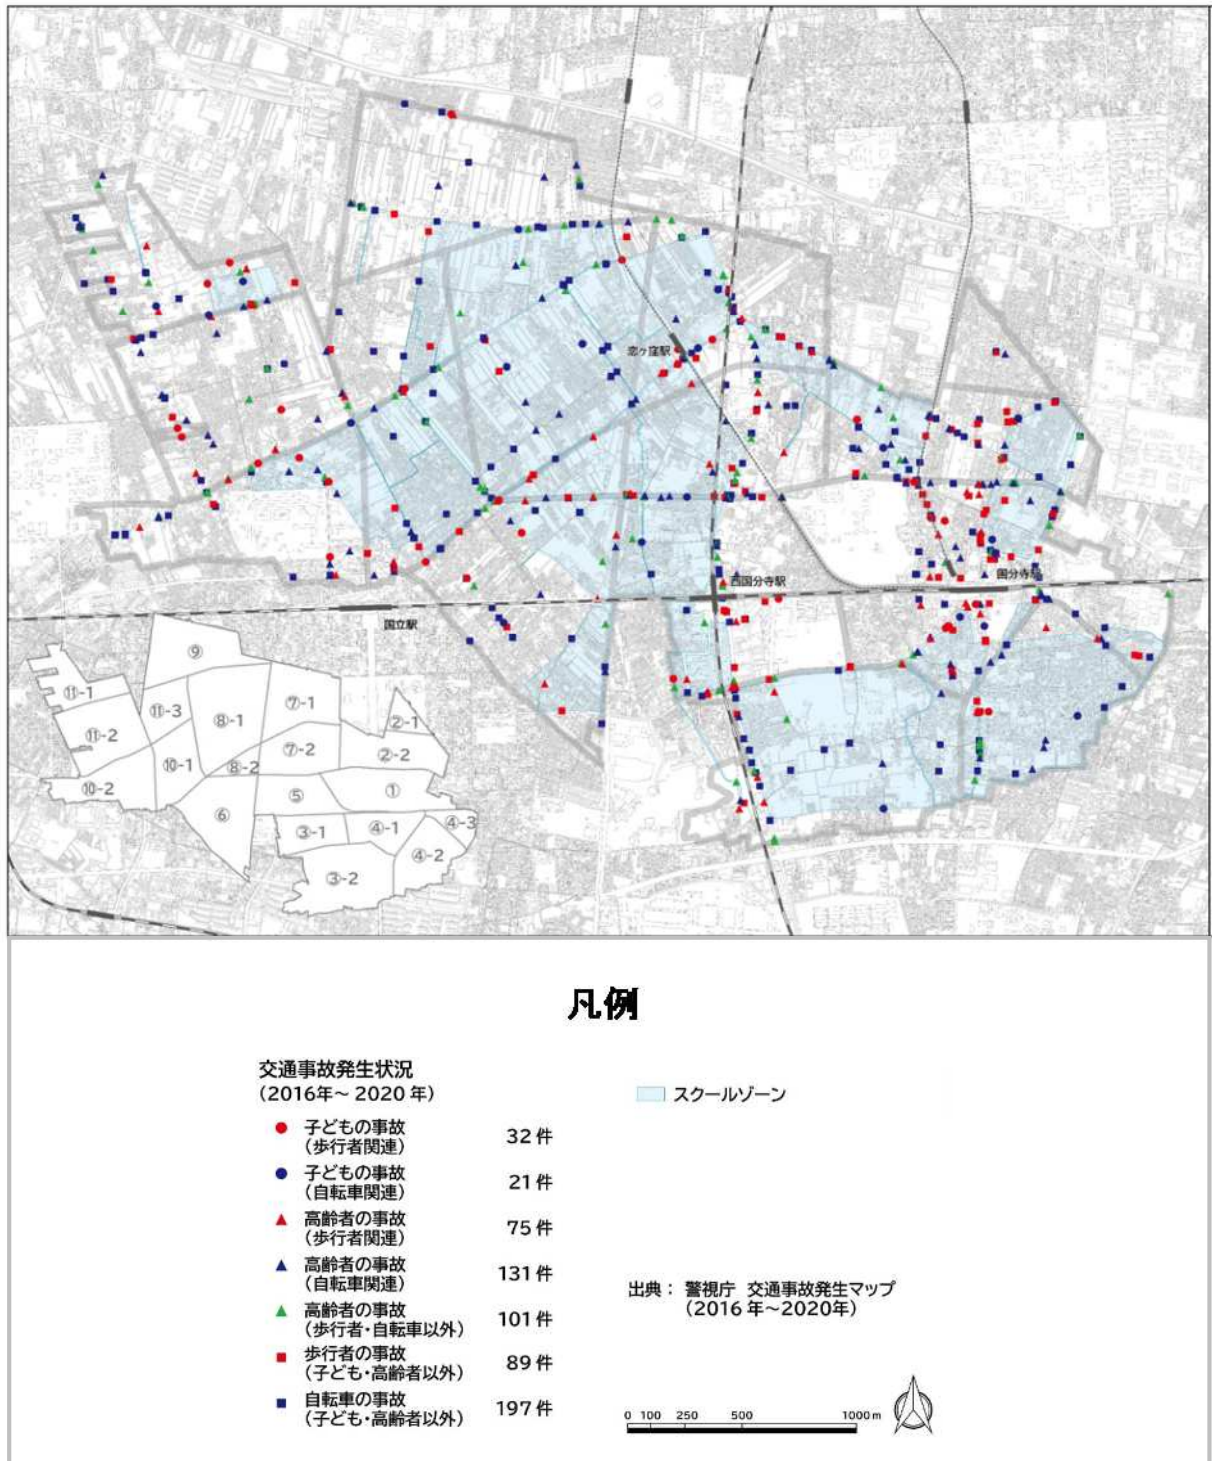 恋ヶ窪駅
西国分寺駅
国分寺駅
国立駅
⑨
⑪-1
⑪-3
⑦-1
⑧-1
②-1
⑪-2
⑦-2
②-2
⑩-1
⑧-2
⑩-2
⑤
①
⑥
③-1
④-1
④-3
④-2
③-2
凡例
交通事故発生状況
(2016年～2020年)
スクールゾーン
子どもの事故
(歩行者関連)
32件
子どもの事故
(自転車関連)
21件
高齢者の事故
(歩行者関連)
75件
高齢者の事故
(自転車関連)
131件
高齢者の事故
(歩行者・自転車以外)
101件
歩行者の事故
(子ども・高齢者以外)
89件
自転車の事故
(子ども・高齢者以外)
197件
出典： 警視庁 交通事故発生マップ
(2016年～2020年)
0 100 250 500 1000m